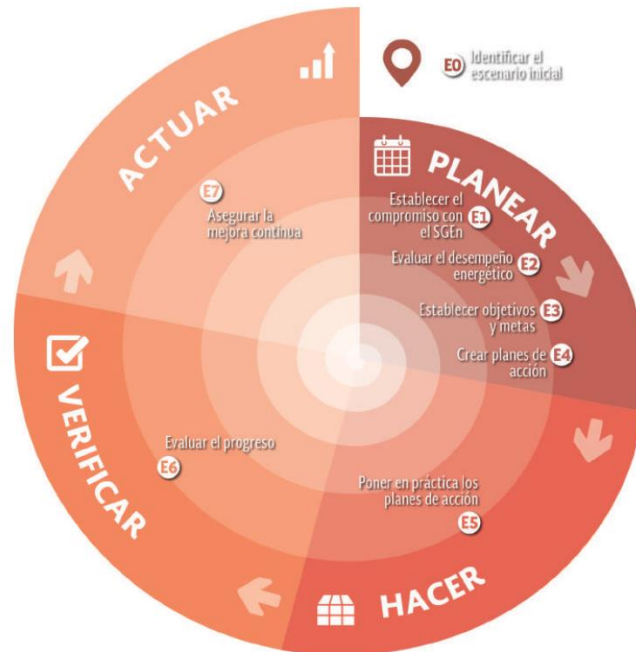 E0 Identificar el
escenario inicial
PLANEAR
Establecer el
compromiso con E1
el SGEn
Evaluar el desempeño E2
energético
Establecer objetivos E3
y metas
Crear planes de E4
acción
HACER
Poner en práctica los
planes de acción
E5
VERIFICAR
Evaluar el progreso
E6
ACTUAR
E7
Asegurar la
mejora contínua